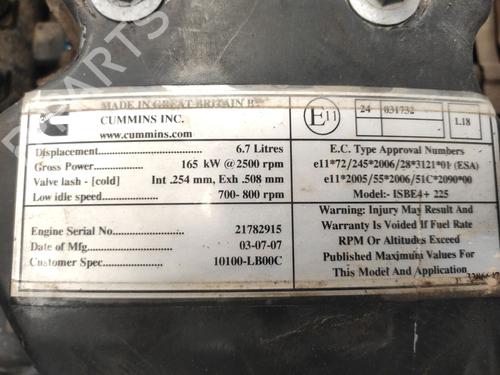 MADE IN GREAT BRITAIN B
CUMMINS INC.
www.cummins.com
Displacement 6.7 Litres
Gross Power 165 kW @ 2500 rpm
Valve lash - [cold] Int .254 mm, Exh .508 mm
Low idle speed 700- 800 rpm
Engine Serial No 21782915
Date of Mfg 03-07-07
Customer Spec 10100-LB00C
E11 24 031732 L18
E.C. Type Approval Numbers
e11*72/245*2006/28*3121*01 (ESA)
e11*2005/55*2006/51C*2090*00
Model:- ISBE4+ 225
Warning: Injury May Result and
Warranty is Voided If Fuel Rate
RPM Or Altitudes Exceed
Published Maximum Values For
This Model And Application
PARTS